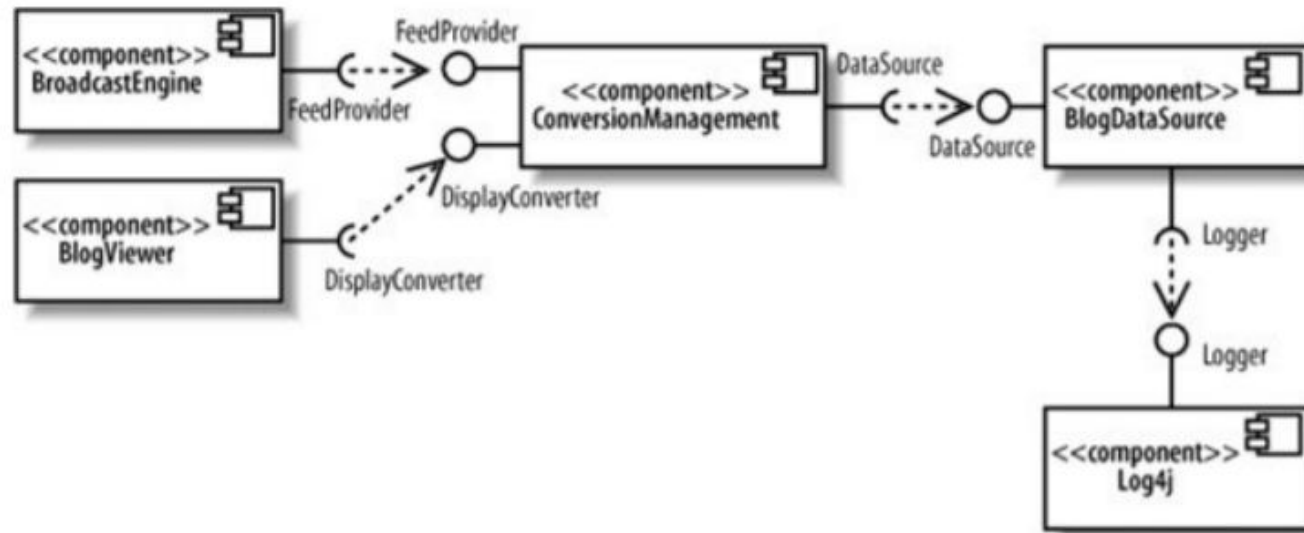 <<component>>
BroadcastEngine
FeedProvider
FeedProvider
<<component>>
ConversionManagement
DataSource
DataSource
<<component>>
BlogDataSource
<<component>>
BlogViewer
DisplayConverter
DisplayConverter
Logger
Logger
<<component>>
Log4j